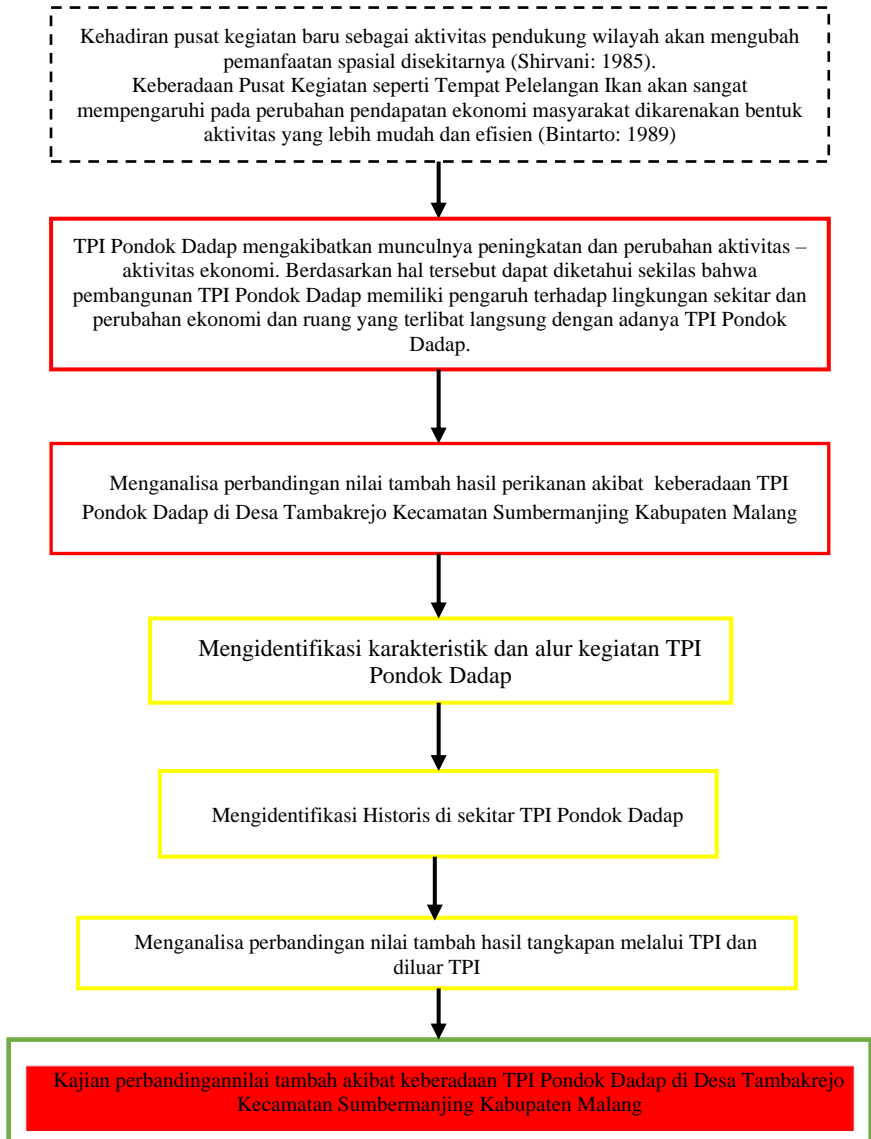 Kehadiran pusat kegiatan baru sebagai aktivitas pendukung wilayah akan mengubah
pemanfaatan spasial disekitarnya (Shirvani: 1985).
Keberadaan Pusat Kegiatan seperti Tempat Pelelangan Ikan akan sangat
mempengaruhi pada perubahan pendapatan ekonomi masyarakat dikarenakan bentuk
aktivitas yang lebih mudah dan efisien (Bintarto: 1989)
TPI Pondok Dadap mengakibatkan munculnya peningkatan dan perubahan aktivitas –
aktivitas ekonomi. Berdasarkan hal tersebut dapat diketahui sekilas bahwa
pembangunan TPI Pondok Dadap memiliki pengaruh terhadap lingkungan sekitar dan
perubahan ekonomi dan ruang yang terlibat langsung dengan adanya TPI Pondok
Dadap.
Menganalisa perbandingan nilai tambah hasil perikanan akibat keberadaan TPI
Pondok Dadap di Desa Tambakrejo Kecamatan Sumbermanjing Kabupaten Malang
Mengidentifikasi karakteristik dan alur kegiatan TPI
Pondok Dadap
Mengidentifikasi Historis di sekitar TPI Pondok Dadap
Menganalisa perbandingan nilai tambah hasil tangkapan melalui TPI dan
diluar TPI
Kajian perbandingannilai tambah akibat keberadaan TPI Pondok Dadap di Desa Tambakrejo
Kecamatan Sumbermanjing Kabupaten Malang